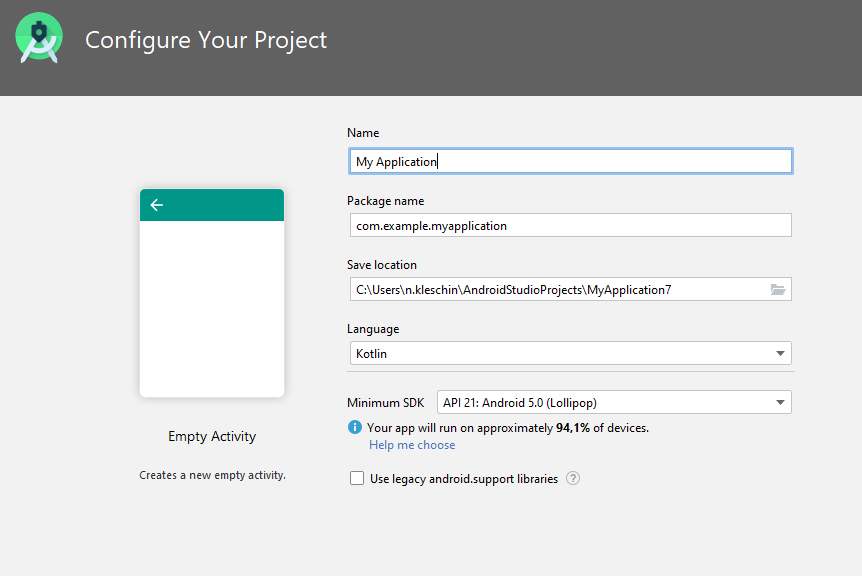 Configure Your Project
Name
My Application
Package name
com.example.myapplication
Save location
C:\Users\n.kleschin\AndroidStudioProjects\MyApplication7
Language
Kotlin
Minimum SDK API 21: Android 5.0 (Lollipop)
i Your app will run on approximately 94,1% of devices.
Help me choose
Use legacy android.support libraries ?
Empty Activity
Creates a new empty activity.